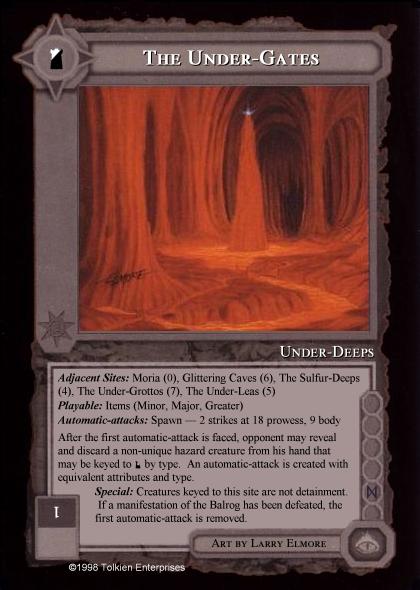 The Under-Gates
Elmore
Under-Deeps
Adjacent Sites: Moria (0), Glittering Caves (6), The Sulfur-Deeps
(4), The Under-Grottos (7), The Under-Leas (5)
Playable: Items (Minor, Major, Greater)
Automatic-attacks: Spawn — 2 strikes at 18 prowess, 9 body
After the first automatic-attack is faced, opponent may reveal
and discard a non-unique hazard creature from his hand that
may be keyed to by type. An automatic-attack is created with
equivalent attributes and type.
Special: Creatures keyed to this site are not detainment.
If a manifestation of the Balrog has been defeated, the
first automatic-attack is removed.
1
Art by Larry Elmore
©1998 Tolkien Enterprises